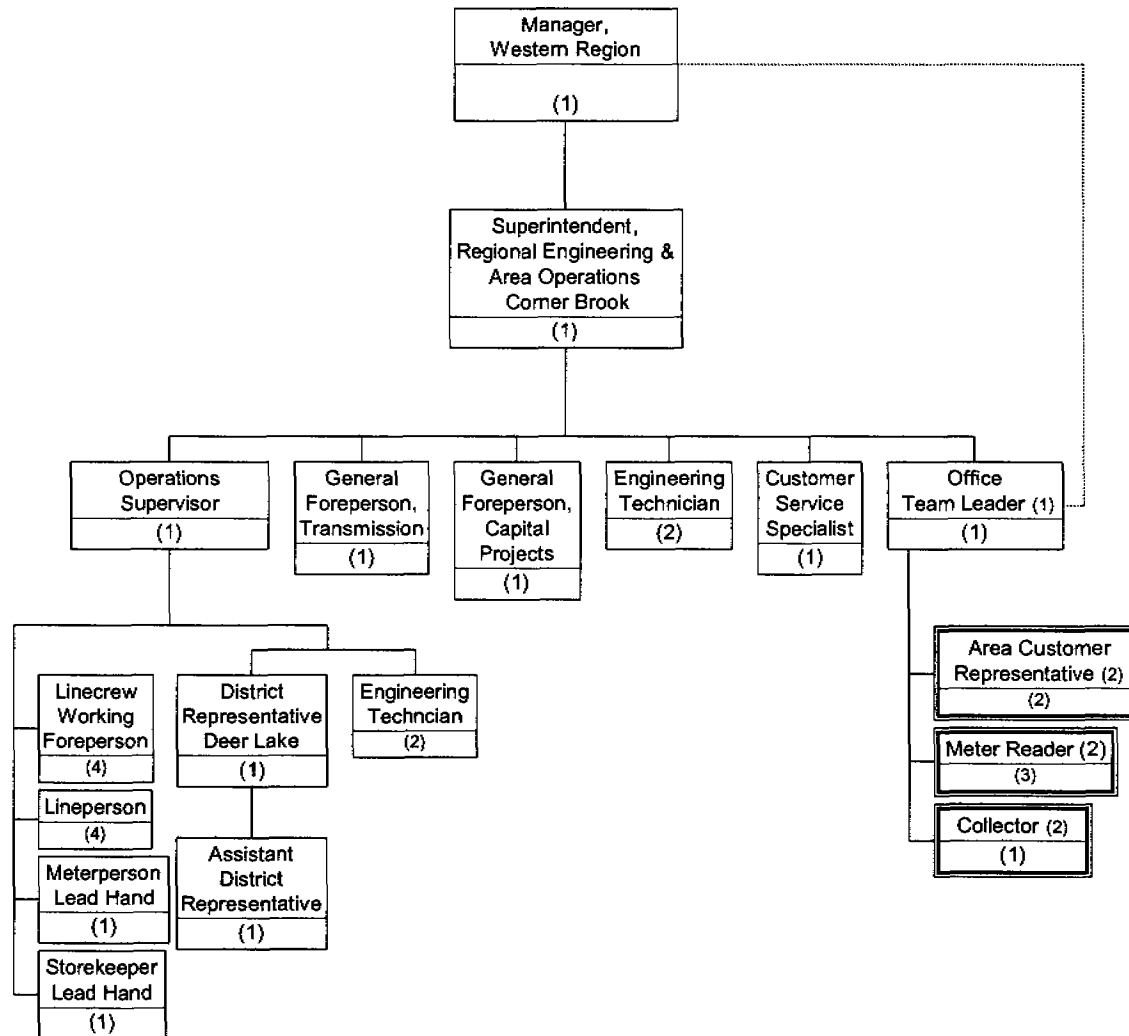 Manager,
Western Region
(1)
Superintendent,
Regional Engineering &
Area Operations
Corner Brook
(1)
Operations
Supervisor
(1)
General
Foreperson,
Transmission
(1)
General
Foreperson,
Capital
Projects
(1)
Engineering
Technician
(2)
Customer
Service
Specialist
(1)
Office
Team Leader (1)
(1)
Linecrew
Working
Foreperson
(4)
Lineperson
(4)
Meterperson
Lead Hand
(1)
Storekeeper
Lead Hand
(1)
District
Representative
Deer Lake
(1)
Assistant
District
Representative
(1)
Engineering
Techncian
(2)
Area Customer
Representative (2)
(2)
Meter Reader (2)
(3)
Collector (2)
(1)